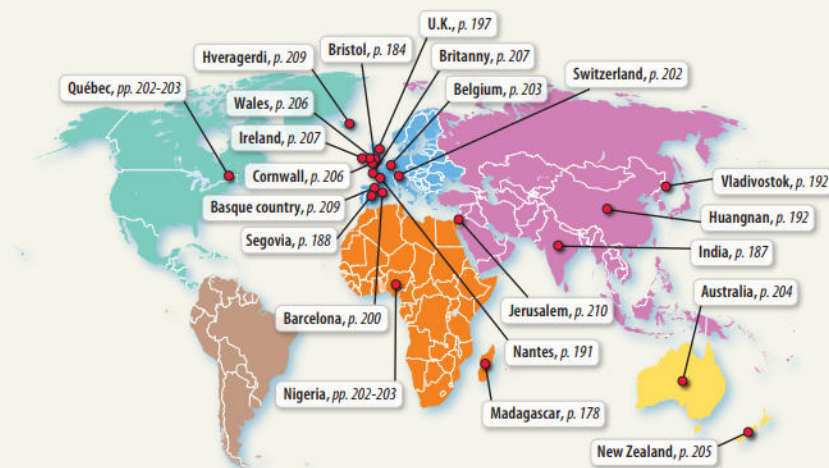 U.K., p. 197
Bristol, p. 184
Britanny, p. 207
Hveragerdi, p. 209
Switzerland, p. 202
Québec, pp. 202-203
Belgium, p. 203
Wales, p. 206
Ireland, p. 207
Cornwall, p. 206
Vladivostok, p. 192
Basque country, p. 209
Huangnan, p. 192
Segovia, p. 188
India, p. 187
Australia, p. 204
Barcelona, p. 200
Jerusalem, p. 210
Nantes, p. 191
Nigeria, pp. 202-203
Madagascar, p. 178
New Zealand, p. 205